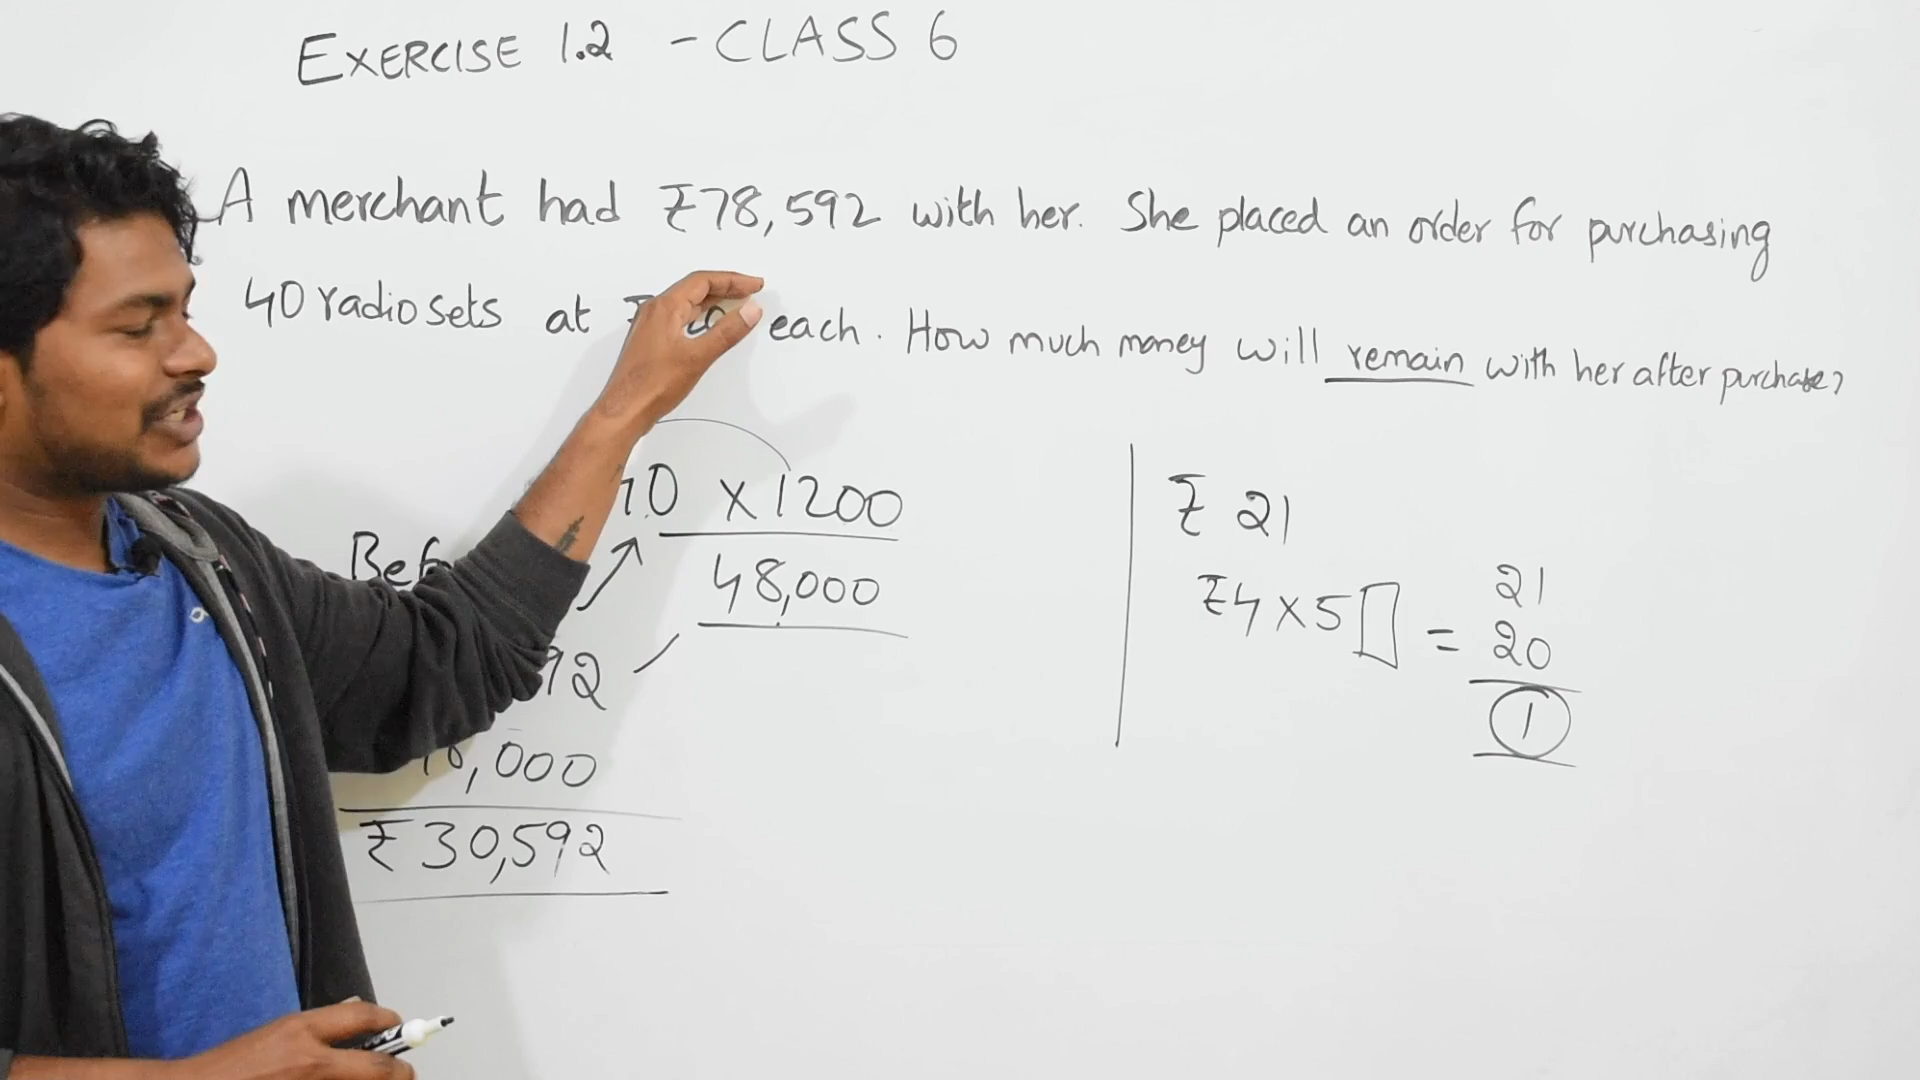 EXERCISE 1.2 - CLASS 6
A merchant had ₹78,592 with her. She placed an order for purchasing
40 radio sets at ₹ each. How much money will remain with her after purchase?
0 × 1200
48,000
92
,000
₹30,592
₹ 21
₹4 × 5 =
21
20
1